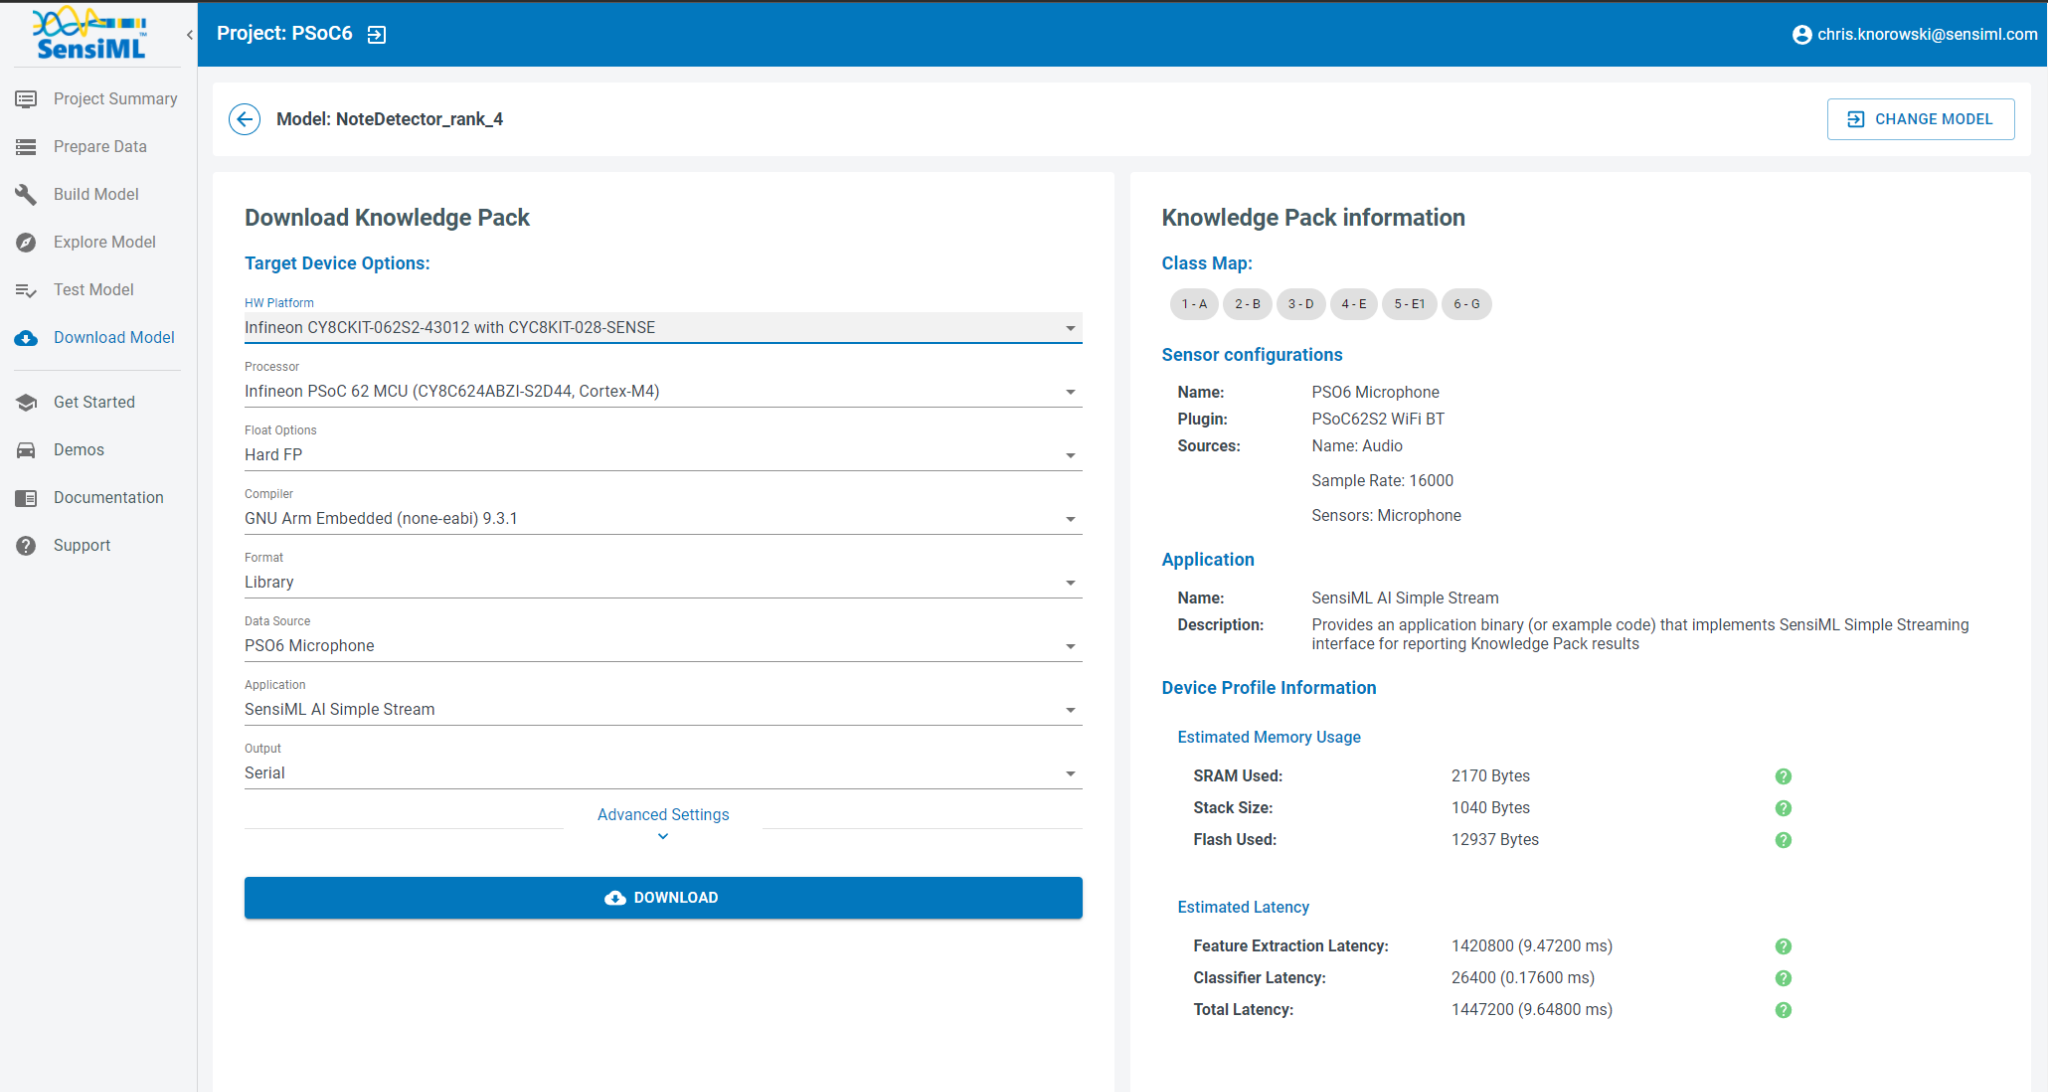 SensiML
Project: PSoC6
chris.knorowski@sensiml.com
Project Summary
Prepare Data
Build Model
Explore Model
Test Model
Download Model
Get Started
Demos
Documentation
Support
Model: NoteDetector_rank_4
CHANGE MODEL
Download Knowledge Pack
Target Device Options:
HW Platform
Infineon CY8CKIT-062S2-43012 with CYC8KIT-028-SENSE
Processor
Infineon PSoC 62 MCU (CY8C624ABZI-S2D44, Cortex-M4)
Float Options
Hard FP
Compiler
GNU Arm Embedded (none-eabi) 9.3.1
Format
Library
Data Source
PSO6 Microphone
Application
SensiML AI Simple Stream
Output
Serial
Advanced Settings
DOWNLOAD
Knowledge Pack information
Class Map:
1 - A 2 - B 3 - D 4 - E 5 - E1 6 - G
Sensor configurations
Name: PSO6 Microphone
Plugin: PSoC62S2 WiFi BT
Sources: Name: Audio
Sample Rate: 16000
Sensors: Microphone
Application
Name: SensiML AI Simple Stream
Description: Provides an application binary (or example code) that implements SensiML Simple Streaming
interface for reporting Knowledge Pack results
Device Profile Information
Estimated Memory Usage
SRAM Used: 2170 Bytes
Stack Size: 1040 Bytes
Flash Used: 12937 Bytes
Estimated Latency
Feature Extraction Latency: 1420800 (9.47200 ms)
Classifier Latency: 26400 (0.17600 ms)
Total Latency: 1447200 (9.64800 ms)